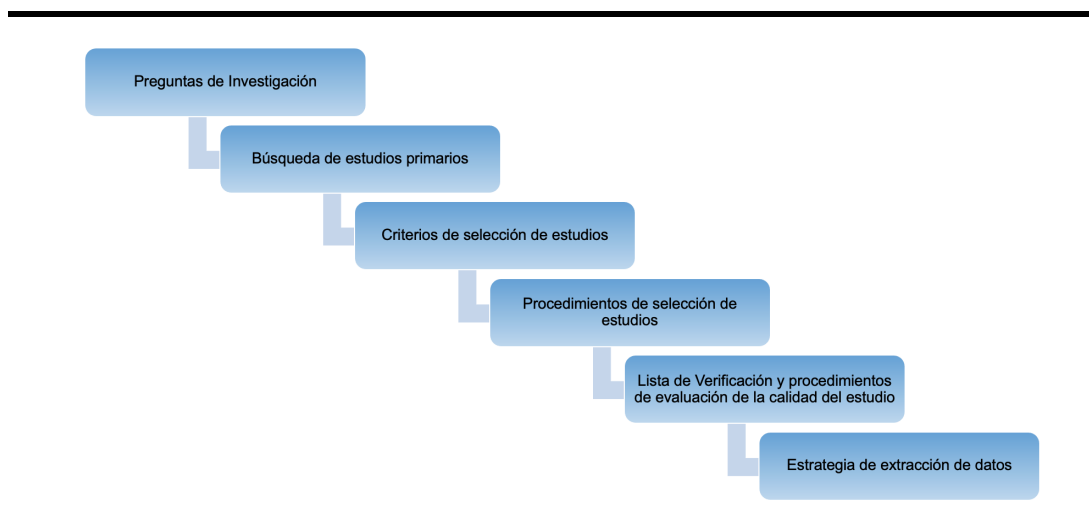 Preguntas de Investigación
Búsqueda de estudios primarios
Criterios de selección de estudios
Procedimientos de selección de
estudios
Lista de Verificación y procedimientos
de evaluación de la calidad del estudio
Estrategia de extracción de datos